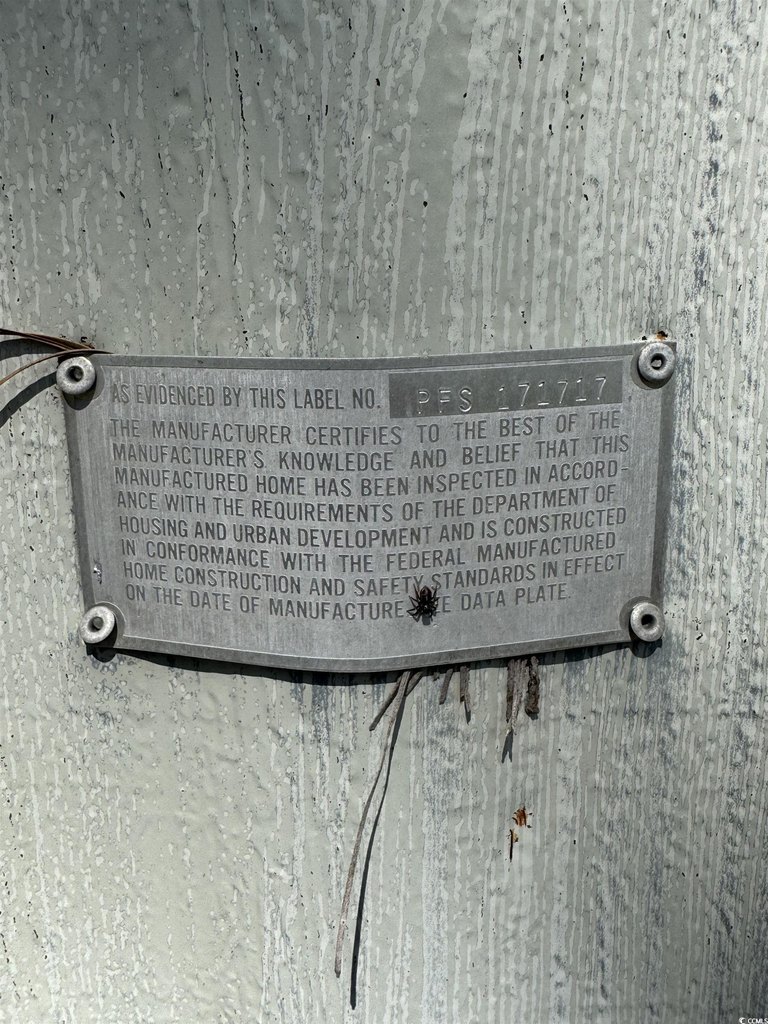 AS EVIDENCED BY THIS LABEL NO. PFS 171717
THE MANUFACTURER CERTIFIES TO THE BEST OF THE
MANUFACTURER'S KNOWLEDGE AND BELIEF THAT THIS
MANUFACTURED HOME HAS BEEN INSPECTED IN ACCORD-
ANCE WITH THE REQUIREMENTS OF THE DEPARTMENT OF
HOUSING AND URBAN DEVELOPMENT AND IS CONSTRUCTED
IN CONFORMANCE WITH THE FEDERAL MANUFACTURED
HOME CONSTRUCTION AND SAFETY STANDARDS IN EFFECT
ON THE DATE OF MANUFACTURE DATA PLATE.
CCMLS